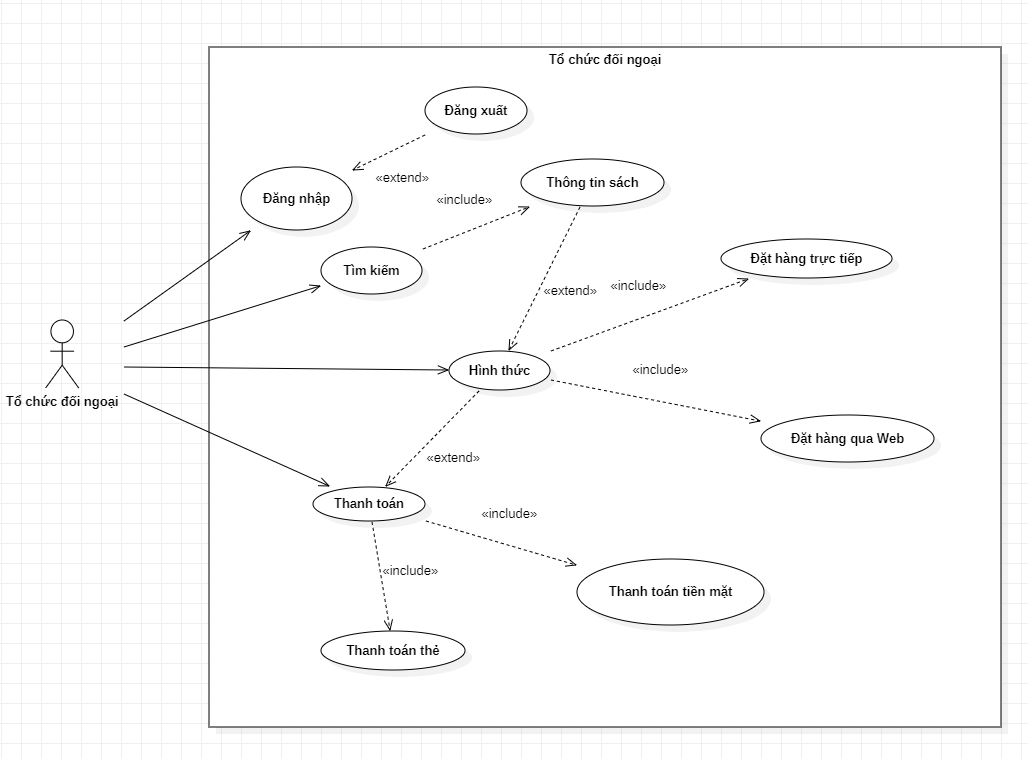 Tổ chức đối ngoại
Đăng xuất
«extend»
Đăng nhập
Thông tin sách
«include»
Tìm kiếm
Đặt hàng trực tiếp
«extend»
«include»
Hình thức
«include»
Tổ chức đối ngoại
Đặt hàng qua Web
«extend»
Thanh toán
«include»
«include»
Thanh toán tiền mặt
Thanh toán thẻ